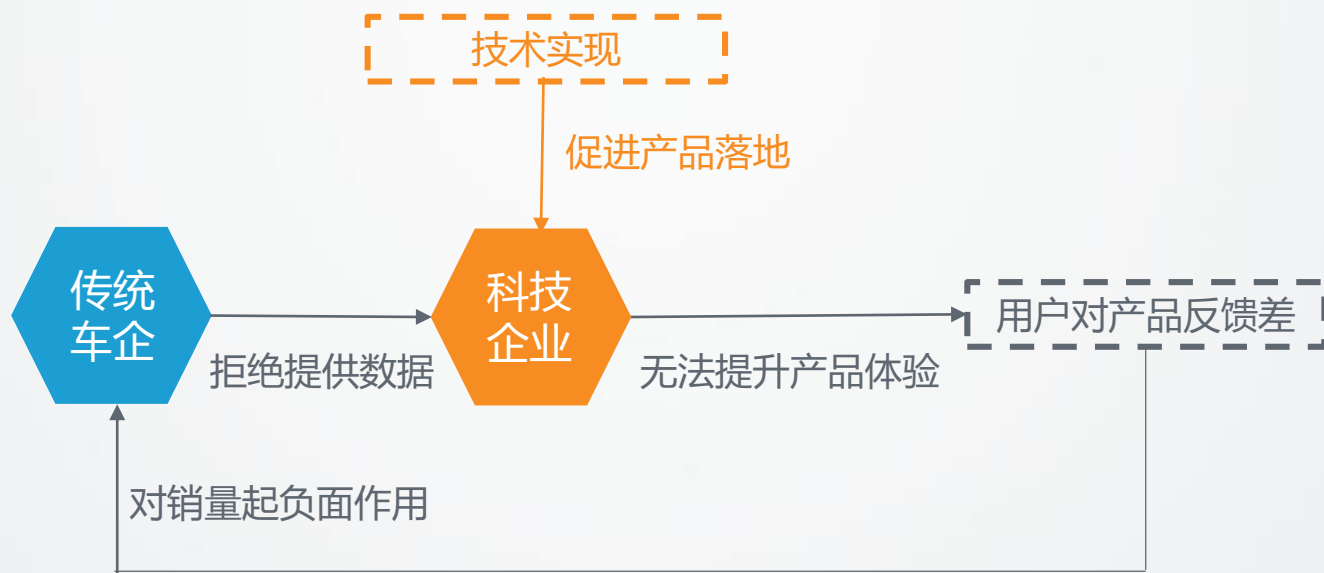 技术实现
促进产品落地
传统
车企
拒绝提供数据
科技
企业
无法提升产品体验
用户对产品反馈差
对销量起负面作用